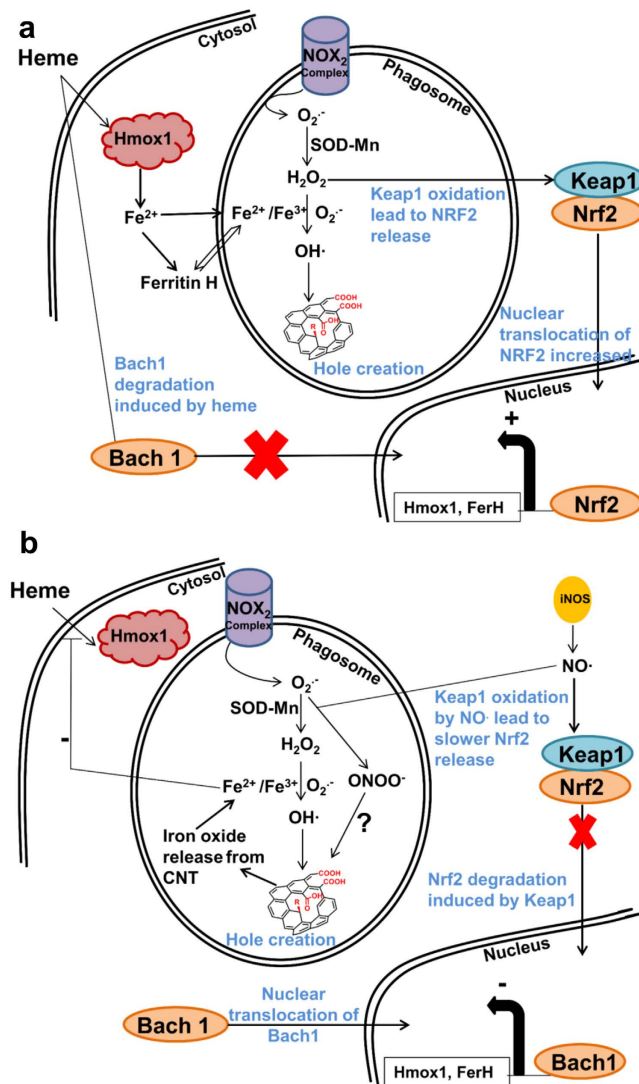 a
Cytosol
Heme
NOX2
Complex
Phagosome
Hmox1
O2·-
SOD-Mn
H2O2
Keap1
Nrf2
Keap1 oxidation
lead to NRF2
release
Fe2+
Fe2+/Fe3+
O2·-
OH·
Ferritin H
COOH
COOH
OH
R
O
Hole creation
Nuclear
translocation of
NRF2 increased
Bach1
degradation
induced by heme
Nucleus
+
Bach 1
Hmox1, FerH
Nrf2
b
Cytosol
Heme
NOX2
Complex
Phagosome
iNOS
Hmox1
NO·
O2·-
SOD-Mn
Keap1 oxidation
by NO· lead to
slower Nrf2
release
Keap1
Nrf2
-
H2O2
Fe2+/Fe3+
O2·-
ONOO-
OH·
?
Iron oxide
release from
CNT
COOH
COOH
OH
R
O
Hole creation
Nrf2 degradation
induced by Keap1
Nucleus
Nuclear
translocation of
Bach1
-
Bach 1
Hmox1, FerH
Bach1